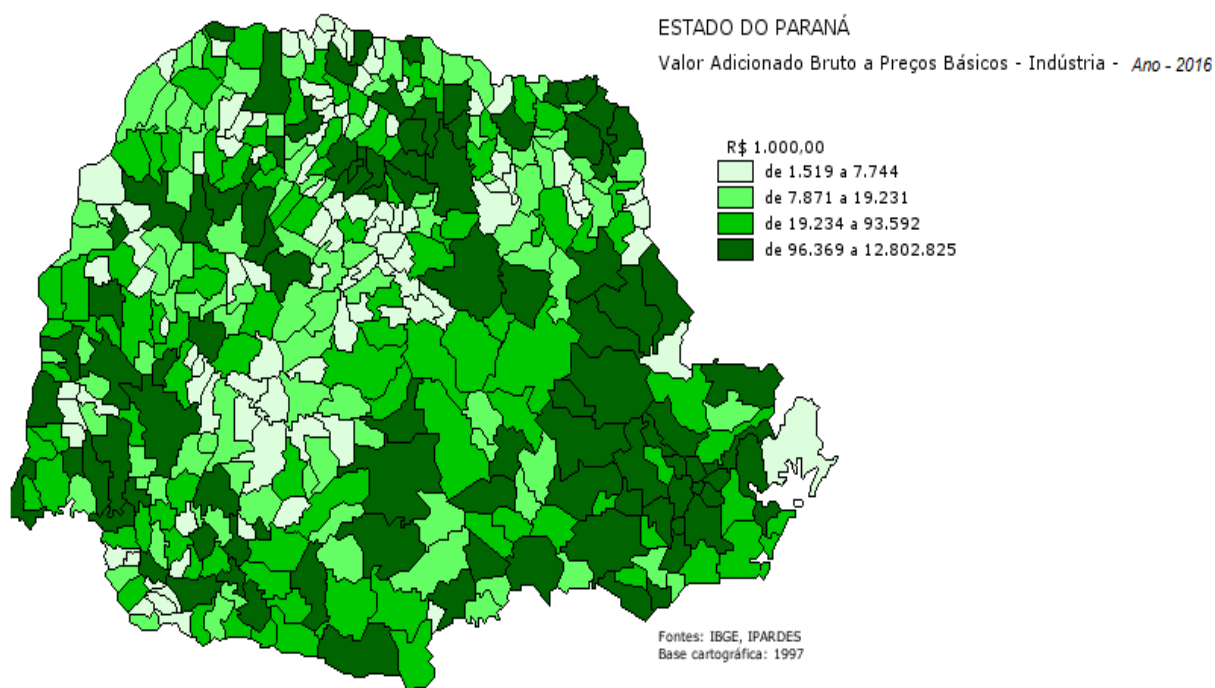 ESTADO DO PARANÁ
Valor Adicionado Bruto a Preços Básicos - Indústria - Ano - 2016
R$ 1.000,00
de 1.519 a 7.744
de 7.871 a 19.231
de 19.234 a 93.592
de 96.369 a 12.802.825
Fontes: IBGE, IPARDES
Base cartográfica: 1997